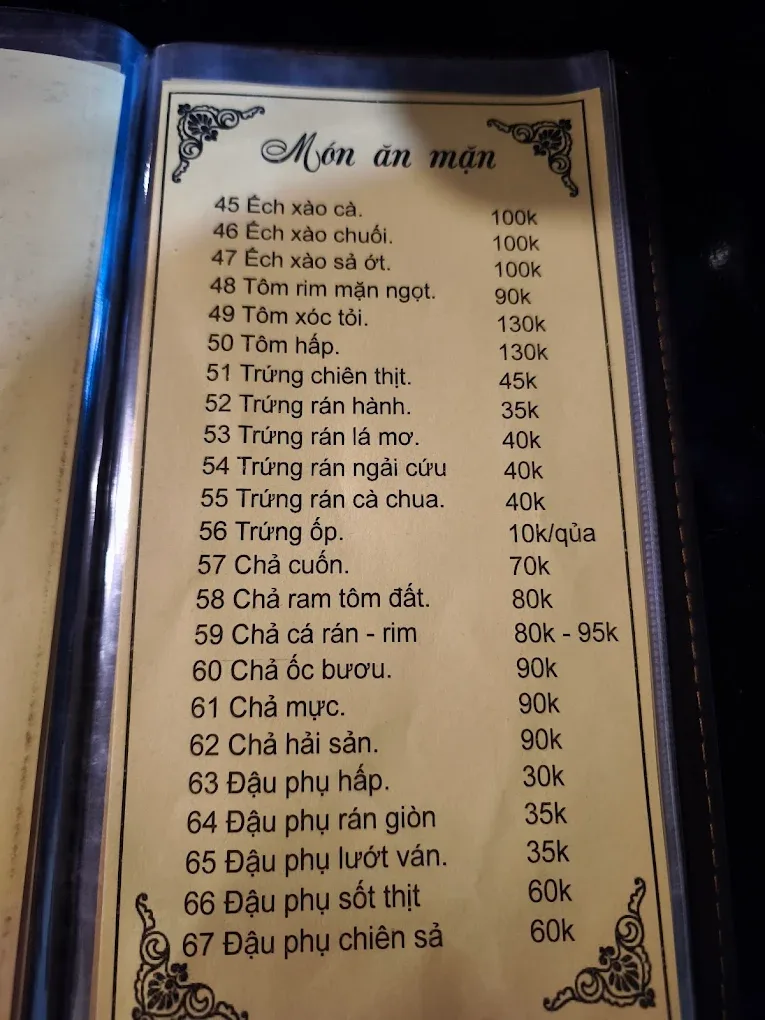 Món ăn mặn
45 Ếch xào cà. 100k
46 Ếch xào chuối. 100k
47 Ếch xào sả ớt. 100k
48 Tôm rim mặn ngọt. 90k
49 Tôm xóc tỏi. 130k
50 Tôm hấp. 130k
51 Trứng chiên thịt. 45k
52 Trứng rán hành. 35k
53 Trứng rán lá mơ. 40k
54 Trứng rán ngải cứu 40k
55 Trứng rán cà chua. 40k
56 Trứng ốp. 10k/qủa
57 Chả cuốn. 70k
58 Chả ram tôm đất. 80k
59 Chả cá rán - rim 80k - 95k
60 Chả ốc bươu. 90k
61 Chả mực. 90k
62 Chả hải sản. 90k
63 Đậu phụ hấp. 30k
64 Đậu phụ rán giòn 35k
65 Đậu phụ lướt ván. 35k
66 Đậu phụ sốt thịt 60k
67 Đậu phụ chiên sả 60k